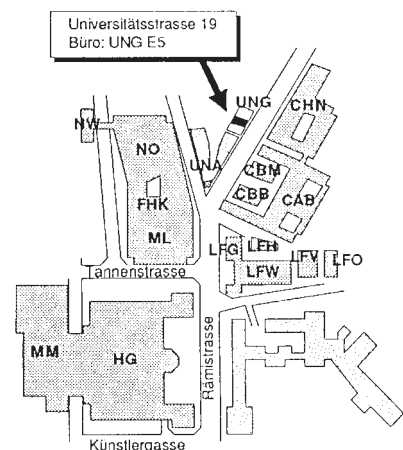 Universitätsstrasse 19
Büro: UNG E5
UNG
CHN
NW
NO
UNA
CBM
CBB
CAB
FHK
ML
LFG
LFH
LFV
LFO
LFW
Tannenstrasse
MM
HG
Rämistrasse
Künstlergasse